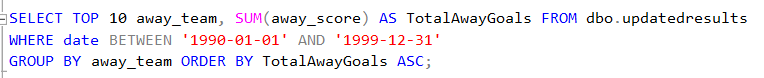 SELECT TOP 10 away_team, SUM(away_score) AS TotalAwayGoals FROM dbo.updatedresults
WHERE date BETWEEN '1990-01-01' AND '1999-12-31'
GROUP BY away_team ORDER BY TotalAwayGoals ASC;